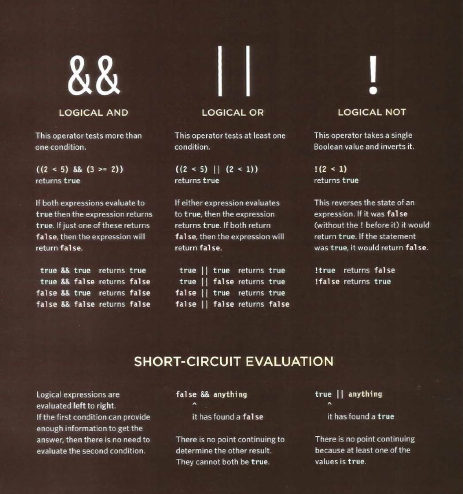 &&
LOGICAL AND
This operator tests more than
one condition.
((2 < 5) && (3 >= 2))
returns true
If both expressions evaluate to
true then the expression returns
true. If just one of these returns
false, then the expression will
return false.
true && true returns true
true && false returns false
false && true returns false
false && false returns false
||
LOGICAL OR
This operator tests at least one
condition.
((2 < 5) || (2 < 1))
returns true
If either expression evaluates
to true, then the expression
returns true. If both return
false, then the expression will
return false.
true || true returns true
true || false returns true
false || true returns true
false || false returns false
!
LOGICAL NOT
This operator takes a single
Boolean value and inverts it.
!(2 < 1)
returns true
This reverses the state of an
expression. If it was false
(without the ! before it) it would
return true. If the statement
was true, it would return false.
!true returns false
!false returns true
SHORT-CIRCUIT EVALUATION
Logical expressions are
evaluated left to right.
If the first condition can provide
enough information to get the
answer, then there is no need to
evaluate the second condition.
false && anything
^
it has found a false
There is no point continuing to
determine the other result.
They cannot both be true.
true || anything
^
it has found a true
There is no point continuing
because at least one of the
values is true.